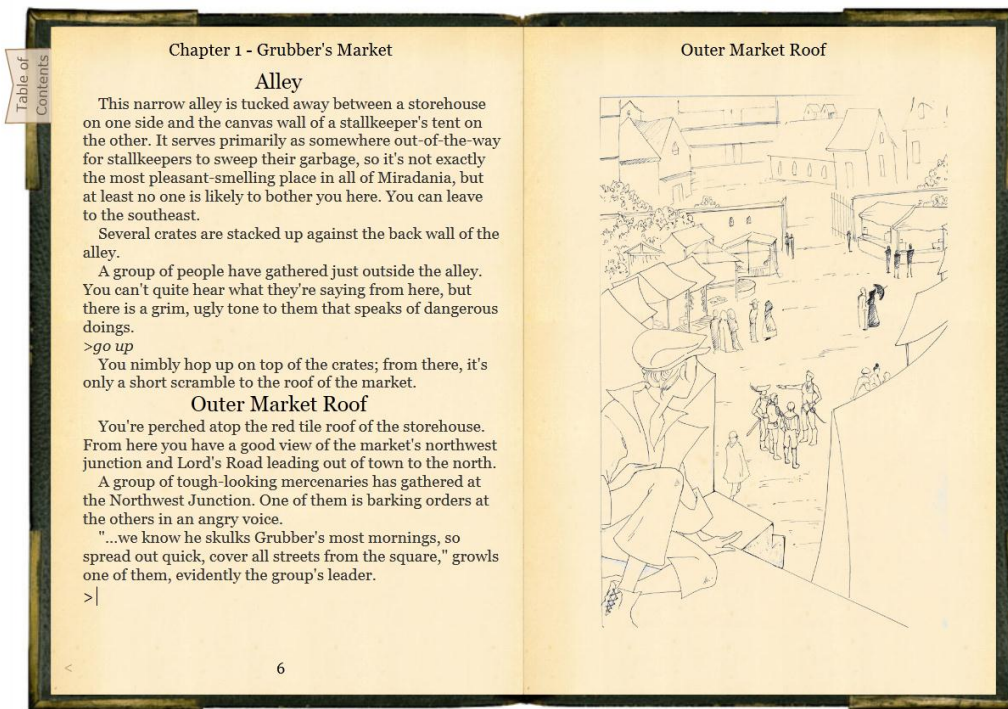 Table of
Contents
Chapter 1 - Grubber's Market
Alley
This narrow alley is tucked away between a storehouse
on one side and the canvas wall of a stallkeeper's tent on
the other. It serves primarily as somewhere out-of-the-way
for stallkeepers to sweep their garbage, so it's not exactly
the most pleasant-smelling place in all of Miradania, but
at least no one is likely to bother you here. You can leave
to the southeast.
Several crates are stacked up against the back wall of the
alley.
A group of people have gathered just outside the alley.
You can't quite hear what they're saying from here, but
there is a grim, ugly tone to them that speaks of dangerous
doings.
>go up
You nimbly hop up on top of the crates; from there, it's
only a short scramble to the roof of the market.
Outer Market Roof
You're perched atop the red tile roof of the storehouse.
From here you have a good view of the market's northwest
junction and Lord's Road leading out of town to the north.
A group of tough-looking mercenaries has gathered at
the Northwest Junction. One of them is barking orders at
the others in an angry voice.
"...we know he skulks Grubber's most mornings, so
spread out quick, cover all streets from the square," growls
one of them, evidently the group's leader.
>
<
6
Outer Market Roof